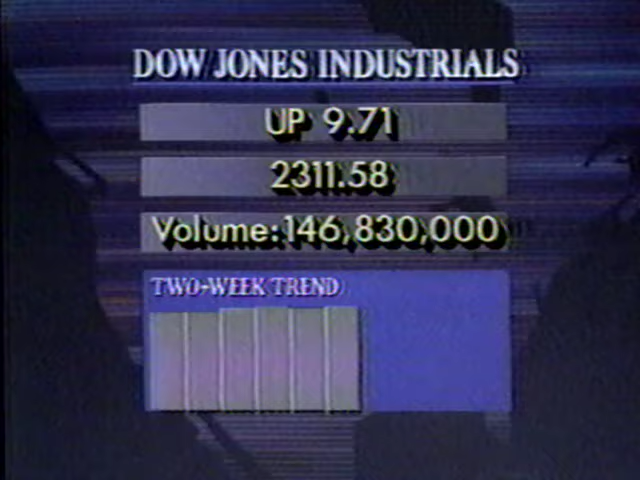 DOW JONES INDUSTRIALS
UP 9.71
2311.58
Volume:146,830,000
TWO-WEEK TREND